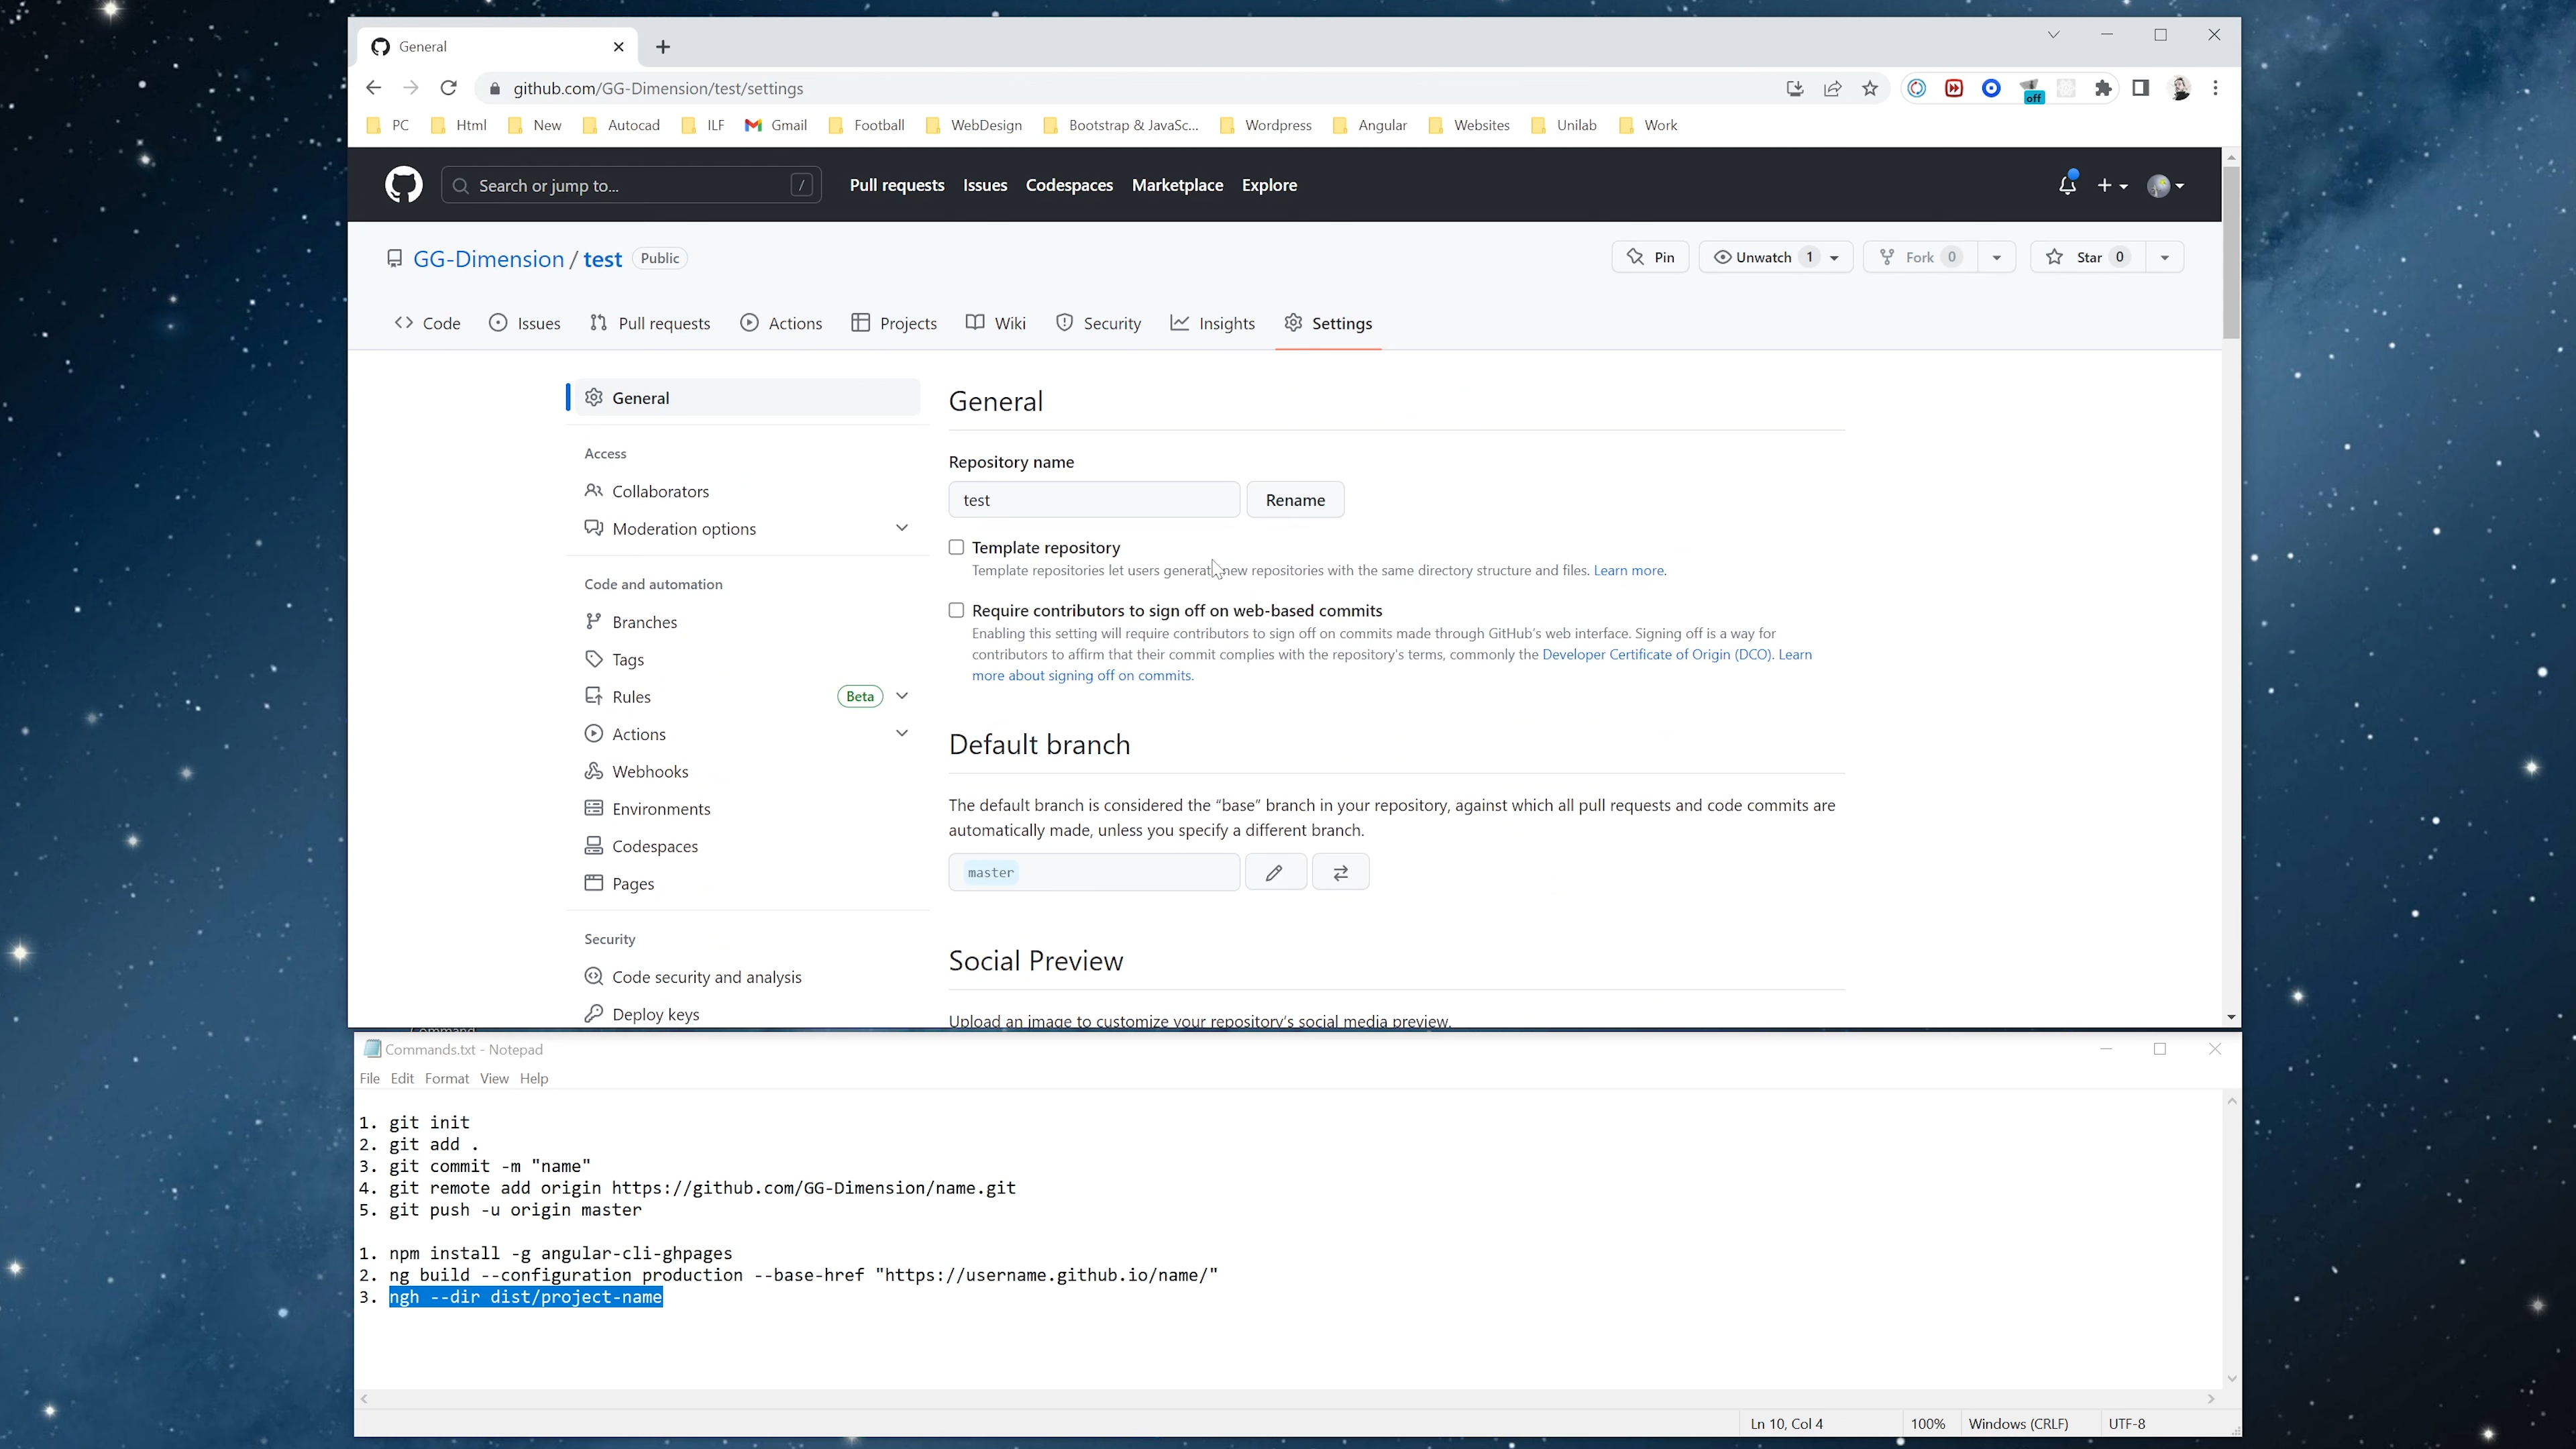 General
github.com/GG-Dimension/test/settings
off
PC Html New Autocad ILF Gmail Football WebDesign Bootstrap & JavaSc... Wordpress Angular Websites Unilab Work
Search or jump to... / Pull requests Issues Codespaces Marketplace Explore
GG-Dimension / test Public Pin Unwatch 1 Fork 0 Star 0
Code Issues Pull requests Actions Projects Wiki Security Insights Settings
General
Access
Collaborators
Moderation options
Code and automation
Branches
Tags
Rules Beta
Actions
Webhooks
Environments
Codespaces
Pages
Security
Code security and analysis
Deploy keys
General
Repository name
test Rename
Template repository
Template repositories let users generate new repositories with the same directory structure and files. Learn more.
Require contributors to sign off on web-based commits
Enabling this setting will require contributors to sign off on commits made through GitHub's web interface. Signing off is a way for
contributors to affirm that their commit complies with the repository's terms, commonly the Developer Certificate of Origin (DCO). Learn
more about signing off on commits.
Default branch
The default branch is considered the "base" branch in your repository, against which all pull requests and code commits are
automatically made, unless you specify a different branch.
master
Social Preview
Upload an image to customize your repository's social media preview.
Command
Commands.txt - Notepad
File Edit Format View Help
1. git init
2. git add .
3. git commit -m "name"
4. git remote add origin https://github.com/GG-Dimension/name.git
5. git push -u origin master
1. npm install -g angular-cli-ghpages
2. ng build --configuration production --base-href "https://username.github.io/name/"
3. ngh --dir dist/project-name
Ln 10, Col 4 100% Windows (CRLF) UTF-8